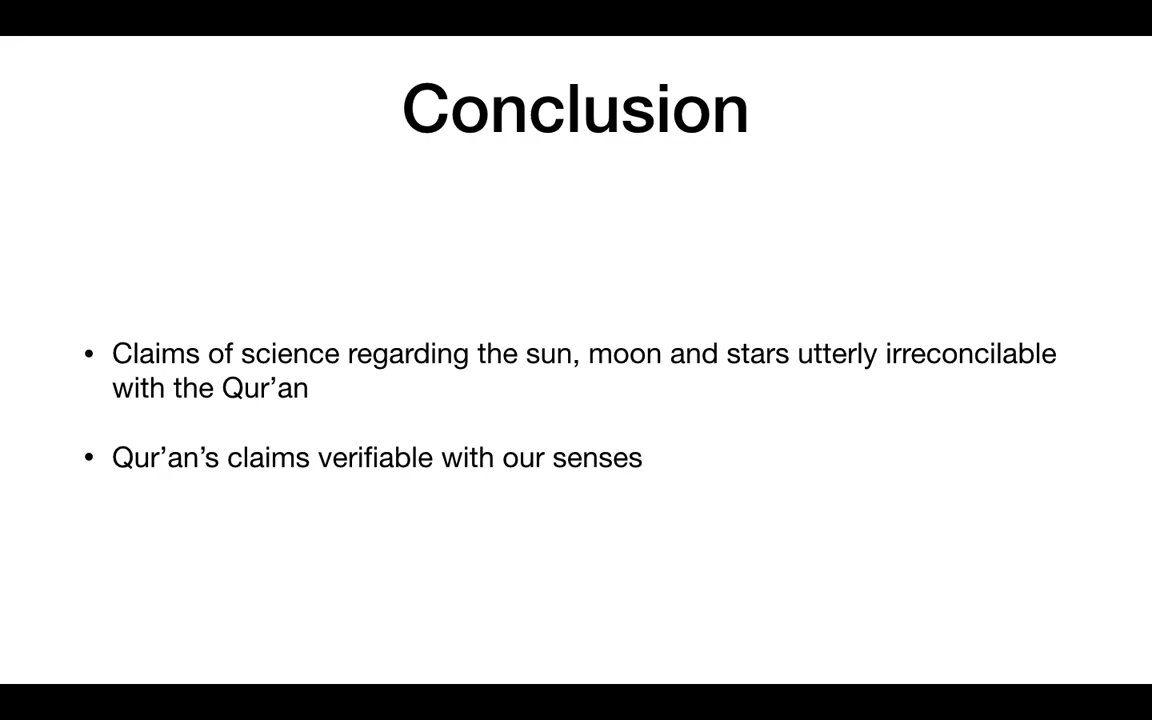 Conclusion
• Claims of science regarding the sun, moon and stars utterly irreconcilable
with the Qur’an
• Qur’an’s claims verifiable with our senses